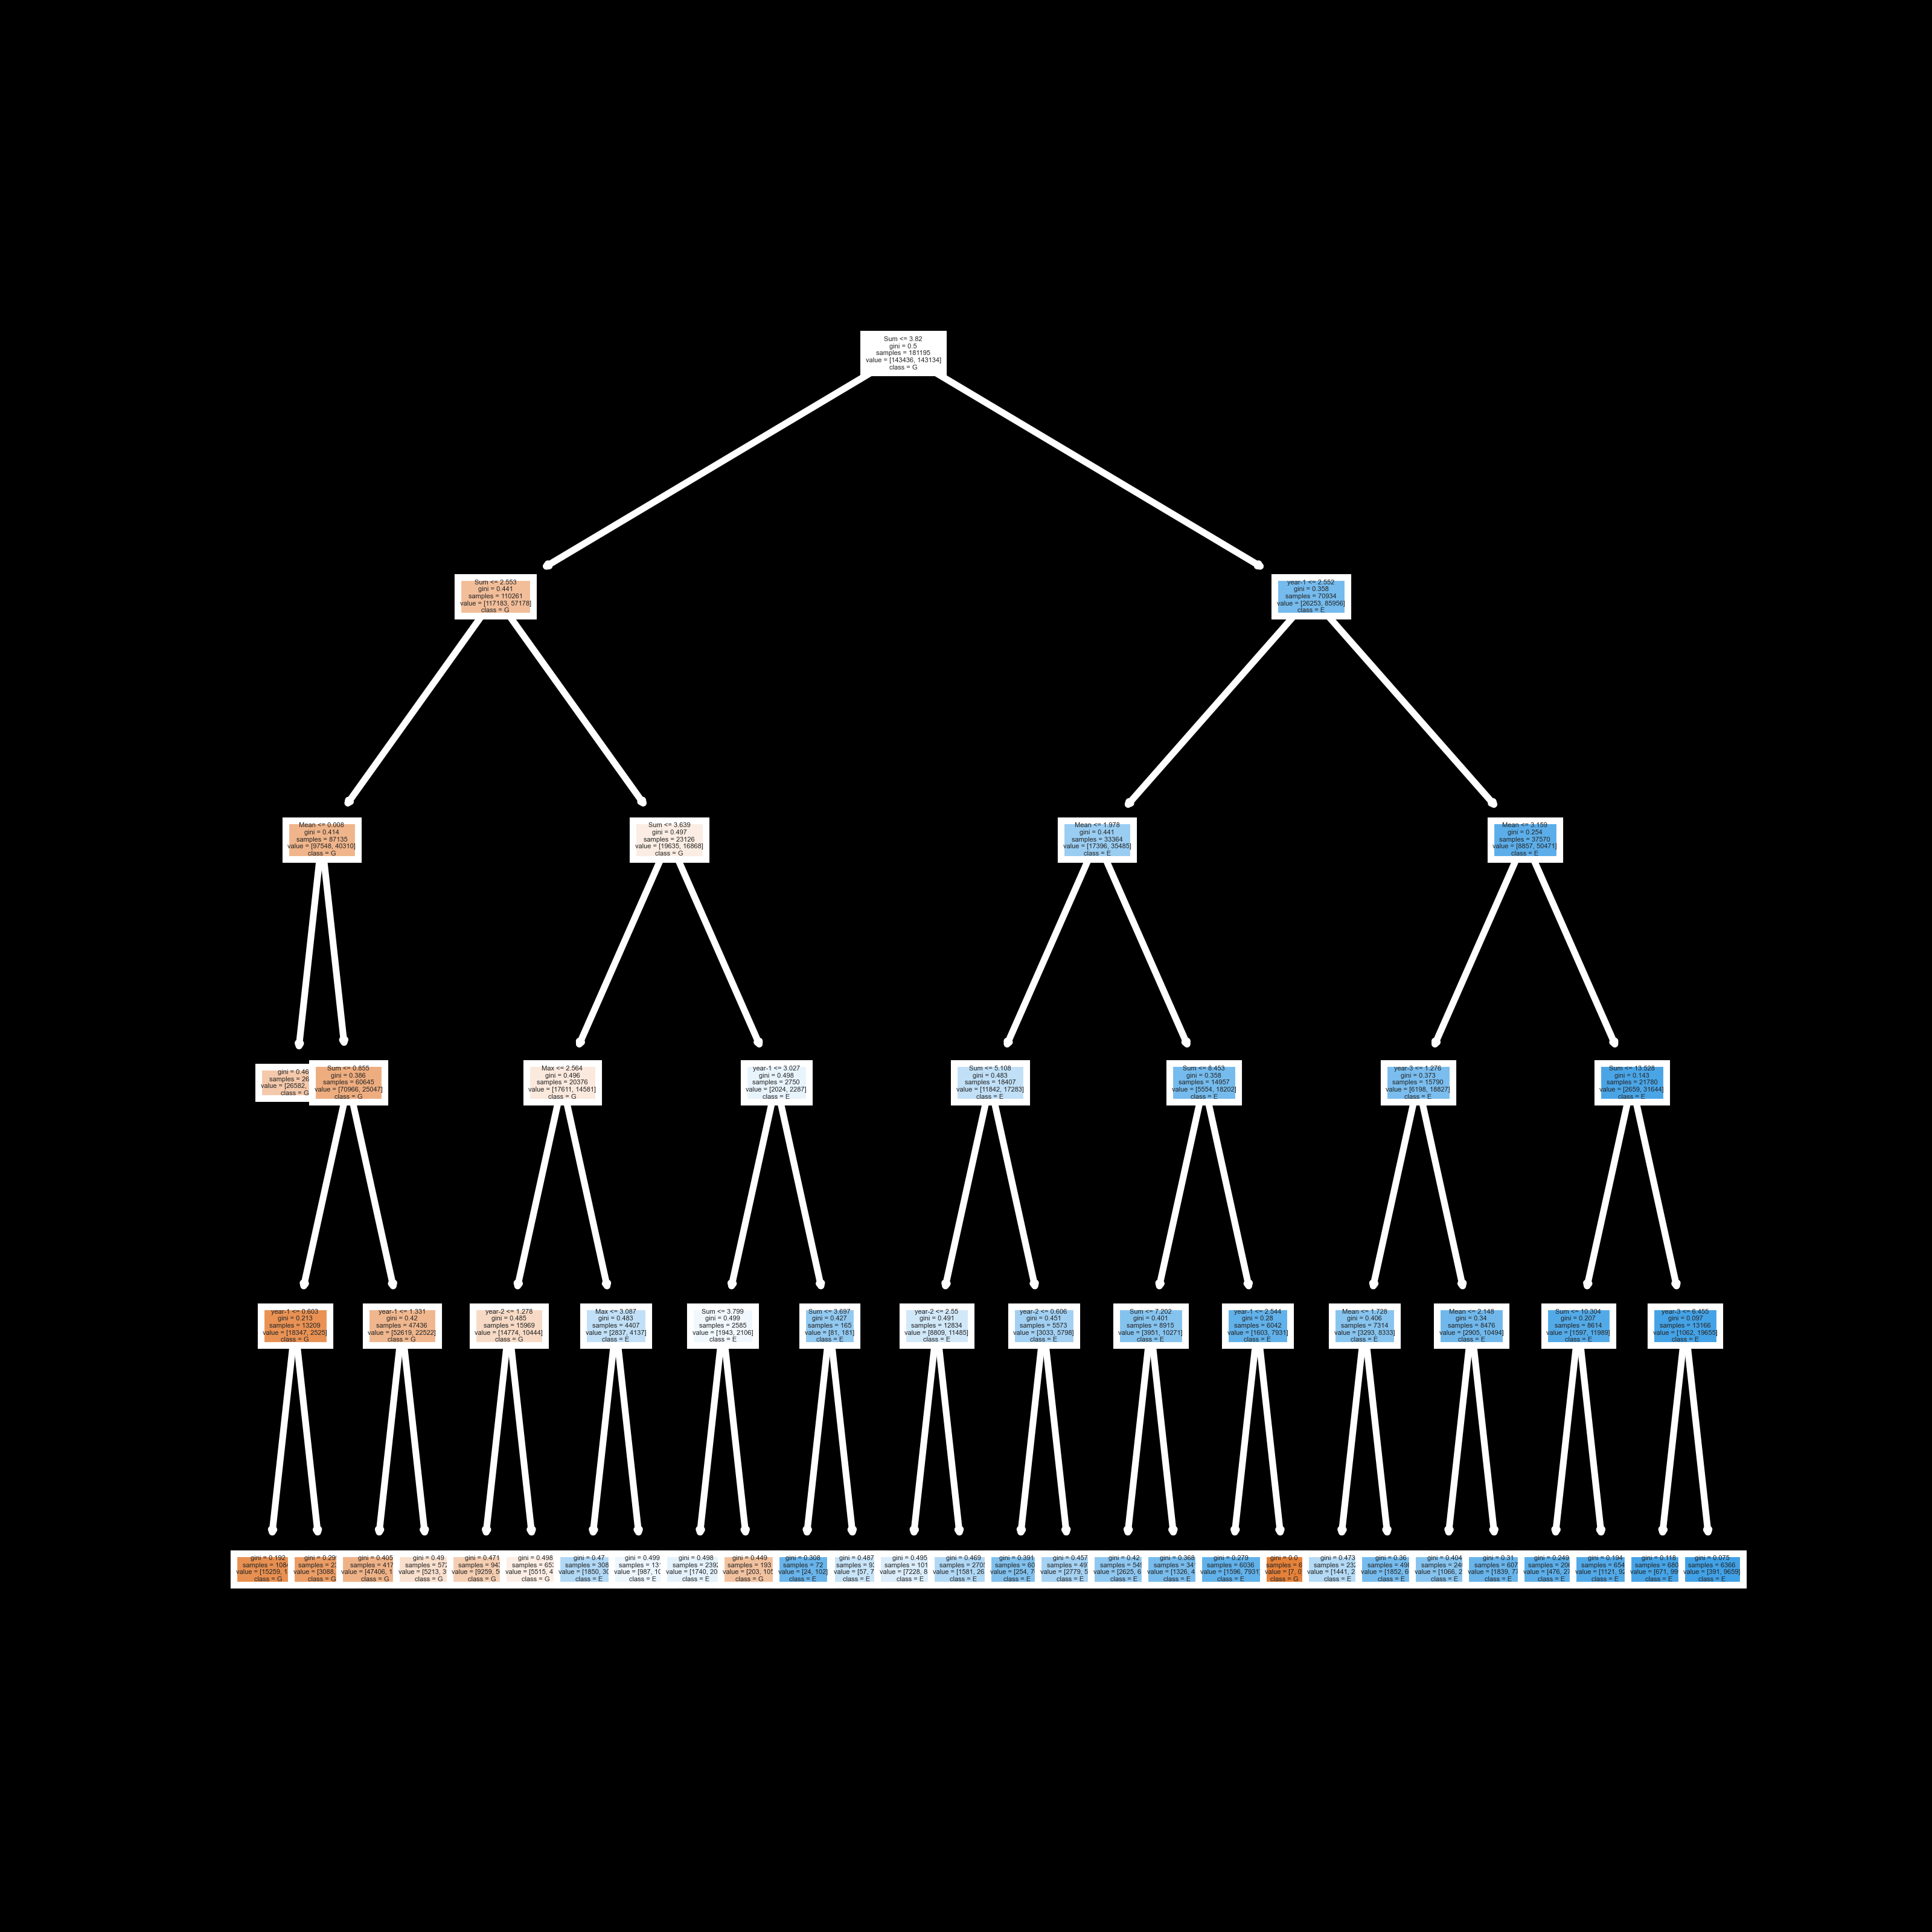 Sum <= 3.82
gini = 0.5
samples = 181195
value = [143436, 143134]
class = G
Sum <= 2.553
gini = 0.441
samples = 110261
value = [117183, 57178]
class = G
year-1 <= 2.552
gini = 0.358
samples = 70934
value = [26253, 85956]
class = E
Mean <= 0.008
gini = 0.414
samples = 87135
value = [97548, 40310]
class = G
Sum <= 3.639
gini = 0.497
samples = 23126
value = [19635, 16868]
class = G
Mean <= 1.978
gini = 0.441
samples = 33364
value = [17396, 35485]
class = E
Mean <= 3.159
gini = 0.254
samples = 37570
value = [8857, 50471]
class = E
gini = 0.46
samples = 26
value = [26582,
class = G
Sum <= 0.855
gini = 0.386
samples = 60645
value = [70966, 25047]
class = G
Max <= 2.564
gini = 0.496
samples = 20376
value = [17611, 14581]
class = G
year-1 <= 3.027
gini = 0.498
samples = 2750
value = [2024, 2287]
class = E
Sum <= 5.108
gini = 0.483
samples = 18407
value = [11842, 17283]
class = E
Sum <= 8.453
gini = 0.358
samples = 14957
value = [5554, 18202]
class = E
year-3 <= 1.276
gini = 0.373
samples = 15790
value = [6198, 18827]
class = E
Sum <= 13.528
gini = 0.143
samples = 21780
value = [2659, 31644]
class = E
year-1 <= 0.603
gini = 0.213
samples = 13209
value = [18347, 2525]
class = G
year-1 <= 1.331
gini = 0.42
samples = 47436
value = [52619, 22522]
class = G
year-2 <= 1.278
gini = 0.485
samples = 15969
value = [14774, 10444]
class = G
Max <= 3.087
gini = 0.483
samples = 4407
value = [2837, 4137]
class = E
Sum <= 3.799
gini = 0.499
samples = 2585
value = [1943, 2106]
class = E
Sum <= 3.697
gini = 0.427
samples = 165
value = [81, 181]
class = E
year-2 <= 2.55
gini = 0.491
samples = 12834
value = [8809, 11485]
class = E
year-2 <= 0.606
gini = 0.451
samples = 5573
value = [3033, 5798]
class = E
Sum <= 7.202
gini = 0.401
samples = 8915
value = [3951, 10271]
class = E
year-1 <= 2.544
gini = 0.28
samples = 6042
value = [1603, 7931]
class = E
Mean <= 1.728
gini = 0.406
samples = 7314
value = [3293, 8333]
class = E
Mean <= 2.148
gini = 0.34
samples = 8476
value = [2905, 10494]
class = E
Sum <= 10.304
gini = 0.207
samples = 8614
value = [1597, 11989]
class = E
year-3 <= 6.455
gini = 0.097
samples = 13166
value = [1062, 19655]
class = E
gini = 0.192
samples =
value = [15259,
class = G
gini = 0.29
samples =
value = [3088,
class = G
gini = 0.405
samples = 417
value = [47406, 1
class = G
gini = 0.49
samples = 57
value = [5213, 3
class = G
gini = 0.471
samples = 94
value = [9259, 5
class = G
gini = 0.498
samples = 65
value = [5515, 4
class = G
gini = 0.47
samples = 308
value = [1850, 30
class = E
gini = 0.499
samples = 13
value = [987, 10
class = E
gini = 0.498
samples = 239
value = [1740, 20
class = E
gini = 0.449
samples = 193
value = [203, 105
class = G
gini = 0.308
samples = 72
value = [24, 102]
class = E
gini = 0.487
samples = 9
value = [57, 7
class = E
gini = 0.495
samples = 101
value = [7228, 8
class = E
gini = 0.469
samples = 270
value = [1581, 26
class = E
gini = 0.391
samples = 60
value = [254, 7
class = E
gini = 0.457
samples = 49
value = [2779, 5
class = E
gini = 0.42
samples = 54
value = [2625, 6
class = E
gini = 0.368
samples = 34
value = [1326, 4
class = E
gini = 0.279
samples = 6036
value = [1596, 7931]
class = E
gini = 0.0
samples = 6
value = [7, 0
class = G
gini = 0.473
samples = 23
value = [1441, 2
class = E
gini = 0.36
samples = 49
value = [1852, 6
class = E
gini = 0.404
samples = 24
value = [1066, 2
class = E
gini = 0.31
samples = 607
value = [1839, 77
class = E
gini = 0.249
samples = 20
value = [476, 27
class = E
gini = 0.194
samples = 654
value = [1121, 92
class = E
gini = 0.118
samples = 680
value = [671, 99
class = E
gini = 0.075
samples = 6366
value = [391, 9659]
class = E